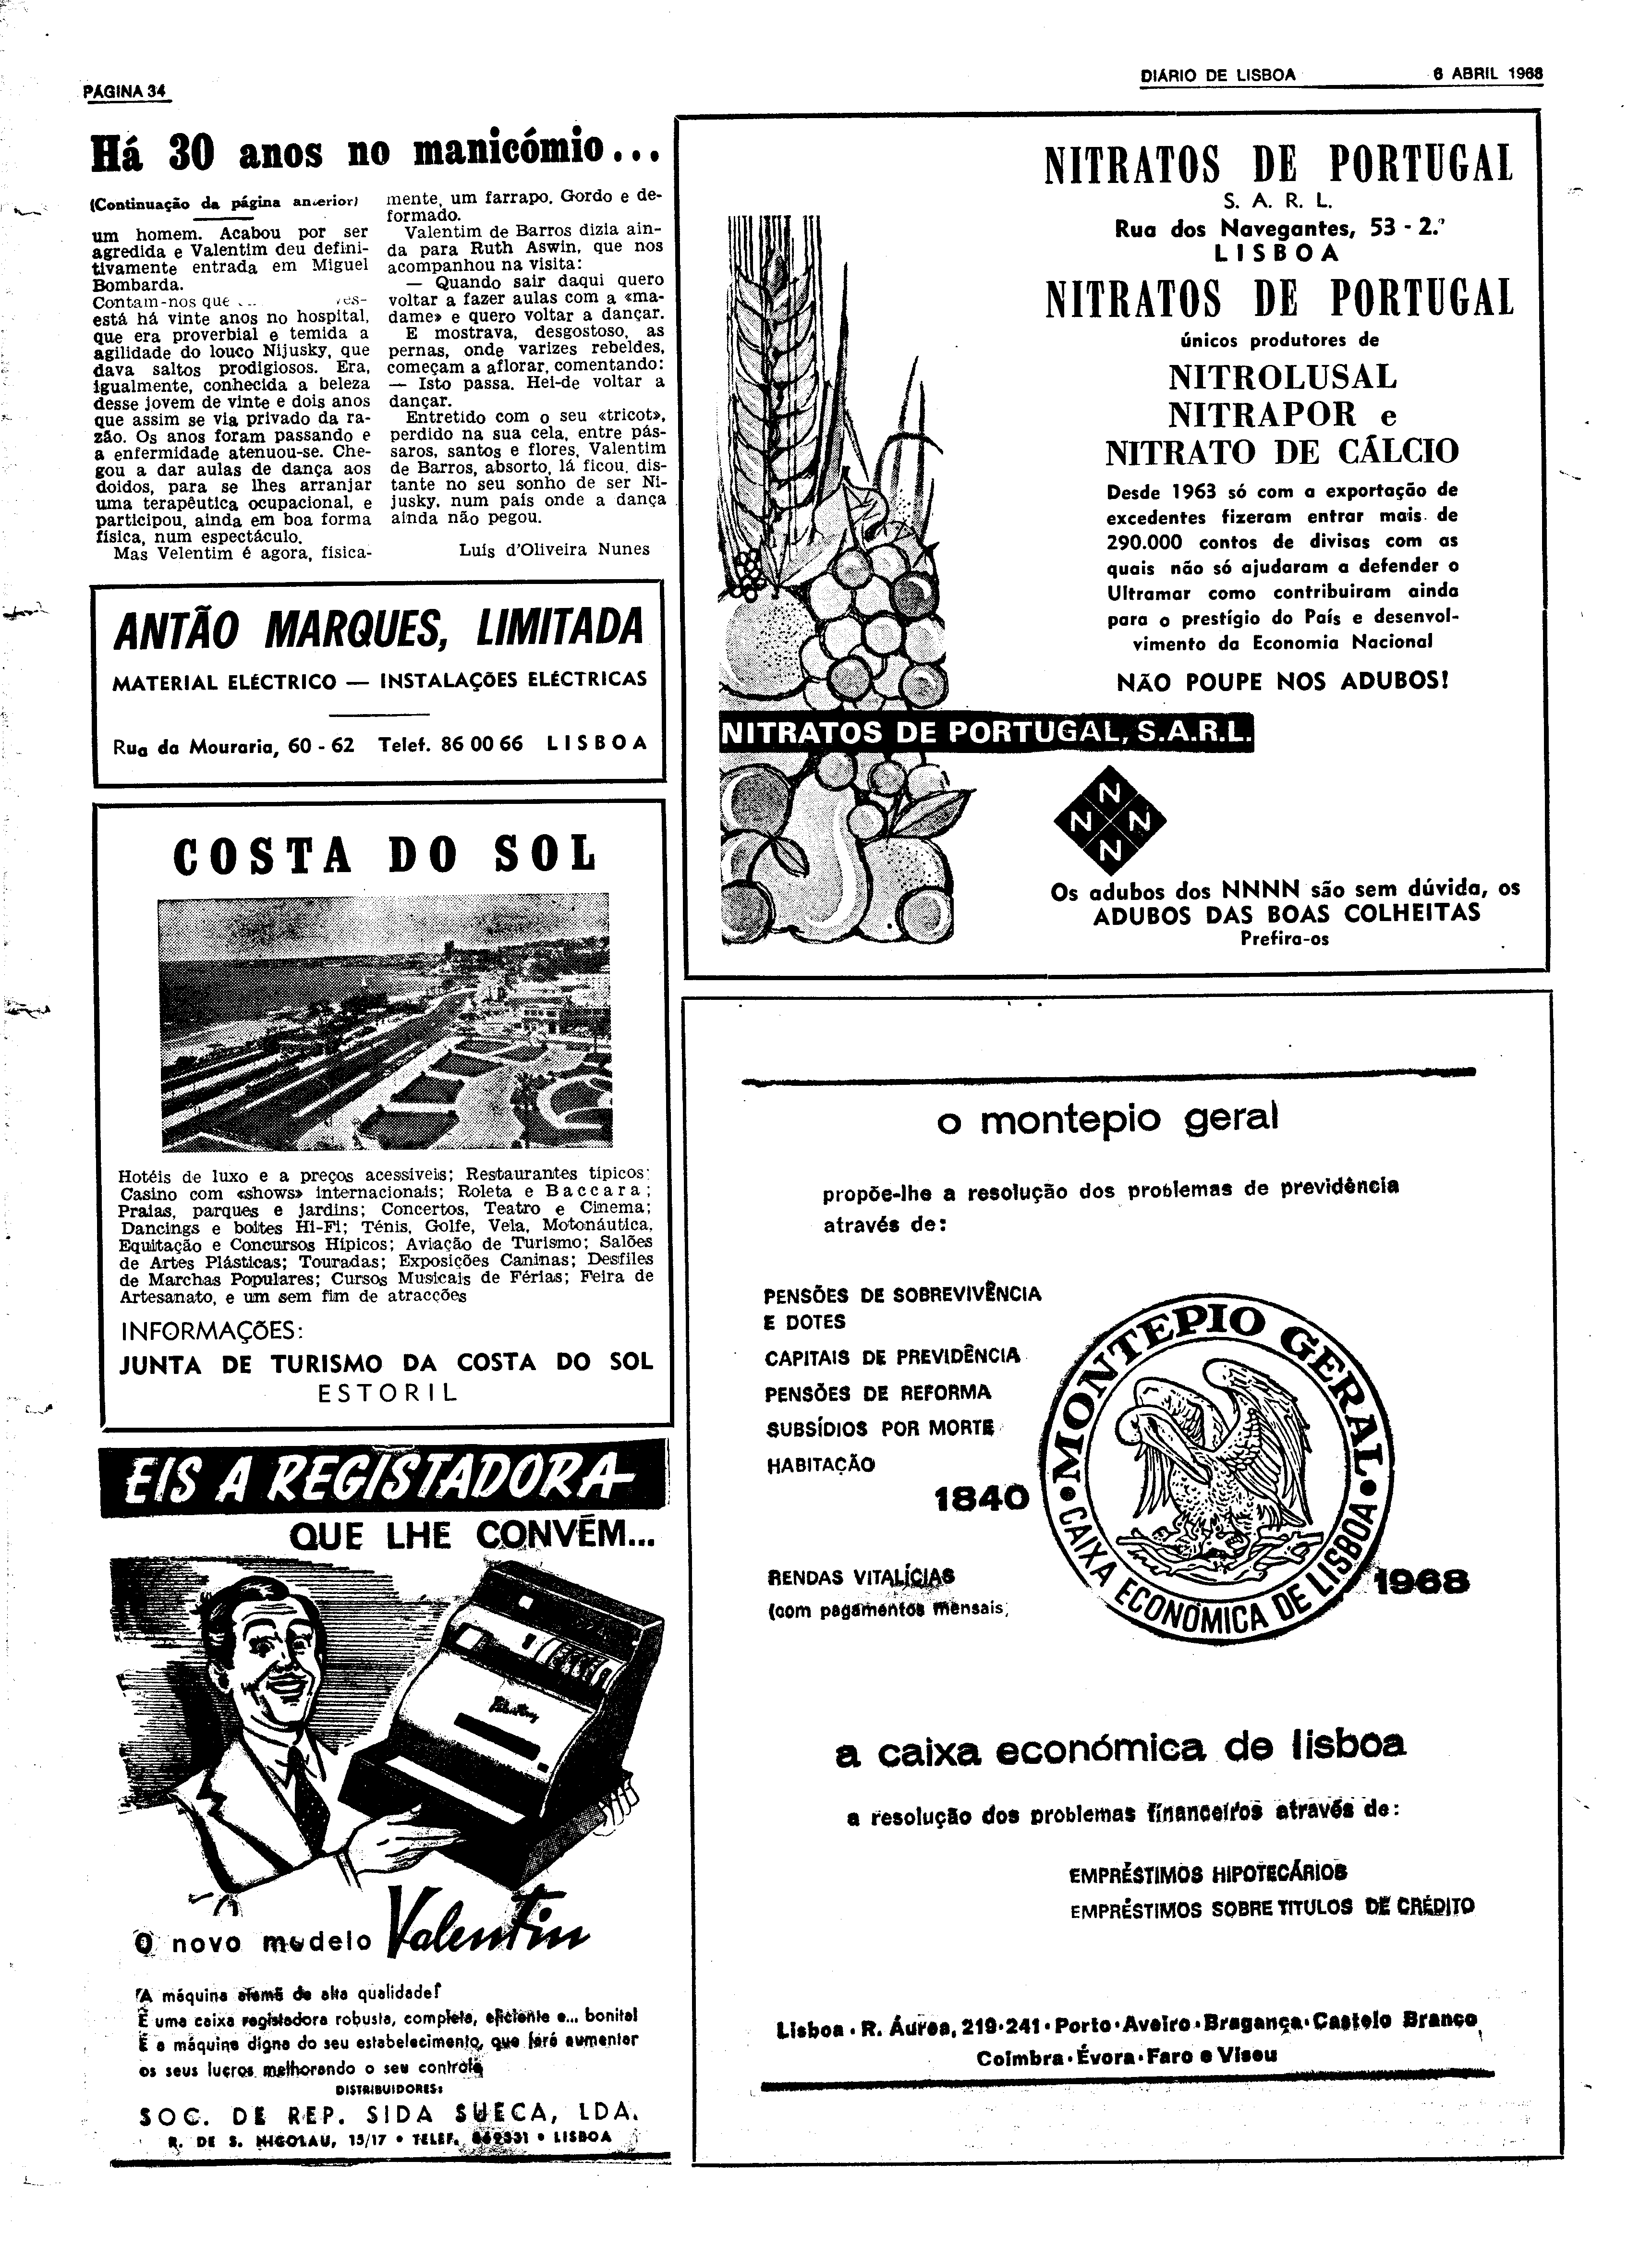 PÁGINA 34
DIÁRIO DE LISBOA
6 ABRIL 1968
Há 30 anos no manicómio...
(Continuação da página anterior)
um homem. Acabou por ser
agredida e Valentim deu defini-
tivamente entrada em Miguel
Bombarda.
Contam-nos que
está há vinte anos no hospital,
que era proverbial e temida a
agilidade do louco Nijusky, que
dava saltos prodigiosos. Era,
igualmente, conhecida a beleza
desse jovem de vinte e dois anos
que assim se via privado da ra-
zão. Os anos foram passando e
a enfermidade atenuou-se. Che-
gou a dar aulas de dança aos
doidos, para se lhes arranjar
uma terapêutica ocupacional, e
participou, ainda em boa forma
física, num espectáculo.
Mas Velentim é agora, fisica-
mente, um farrapo. Gordo e de-
formado.
Valentim de Barros dizia ain-
da para Ruth Aswin, que nos
acompanhou na visita:
— Quando sair daqui quero
voltar a fazer aulas com a «ma-
dame» e quero voltar a dançar.
E mostrava, desgostoso, as
pernas, onde varizes rebeldes,
começam a aflorar, comentando:
— Isto passa. Hei-de voltar a
dançar.
Entretido com o seu «tricot»,
perdido na sua cela, entre pás-
saros, santos e flores, Valentim
de Barros, absorto, lá ficou, dis-
tante no seu sonho de ser Ni-
jusky, num país onde a dança
ainda não pegou.
Luís d'Oliveira Nunes
ANTÃO MARQUES, LIMITADA
MATERIAL ELÉCTRICO — INSTALAÇÕES ELÉCTRICAS
Rua da Mouraria, 60 - 62 Telef. 86 00 66 LISBOA
COSTA DO SOL
Hotéis de luxo e a preços acessíveis; Restaurantes típicos;
Casino com «shows» internacionais; Roleta e Baccara;
Praias, parques e jardins; Concertos, Teatro e Cinema;
Dancings e boites Hi-Fi; Ténis, Golfe, Vela, Motonáutica,
Equitação e Concursos Hípicos; Aviação de Turismo; Salões
de Artes Plásticas; Touradas; Exposições Caninas; Desfiles
de Marchas Populares; Cursos Musicais de Férias; Feira de
Artesanato, e um sem fim de atracções
INFORMAÇÕES:
JUNTA DE TURISMO DA COSTA DO SOL
ESTORIL
EIS A REGISTADORA
QUE LHE CONVÉM...
O novo modelo Valentin
A máquina alemã de alta qualidade!
É uma caixa registadora robusta, completa, eficiente e... bonita!
É a máquina digna do seu estabelecimento, que fará aumentar
os seus lucros melhorando o seu controlo
DISTRIBUIDORES:
SOC. DE REP. SIDA SUECA, LDA.
R. DE S. NICOLAU, 15/17 • TELEF. 862331 • LISBOA
NITRATOS DE PORTUGAL
S. A. R. L.
Rua dos Navegantes, 53 - 2.º
LISBOA
NITRATOS DE PORTUGAL
únicos produtores de
NITROLUSAL
NITRAPOR e
NITRATO DE CÁLCIO
Desde 1963 só com a exportação de
excedentes fizeram entrar mais de
290.000 contos de divisas com as
quais não só ajudaram a defender o
Ultramar como contribuiram ainda
para o prestígio do País e desenvol-
vimento da Economia Nacional
NÃO POUPE NOS ADUBOS!
NITRATOS DE PORTUGAL, S.A.R.L.
N
N N
N
Os adubos dos NNNN são sem dúvida, os
ADUBOS DAS BOAS COLHEITAS
Prefira-os
o montepio geral
propõe-lhe a resolução dos problemas de previdência
através de:
PENSÕES DE SOBREVIVÊNCIA
E DOTES
CAPITAIS DE PREVIDÊNCIA
PENSÕES DE REFORMA
SUBSÍDIOS POR MORTE
HABITAÇÃO
1840
RENDAS VITALÍCIAS
(com pagamentos mensais)
MONTEPIO GERAL
CAIXA ECONÓMICA DE LISBOA
1968
a caixa económica de lisboa
a resolução dos problemas financeiros através de:
EMPRÉSTIMOS HIPOTECÁRIOS
EMPRÉSTIMOS SOBRE TITULOS DE CRÉDITO
Lisboa • R. Áurea, 219-241 • Porto • Aveiro • Bragança • Castelo Branco
Coimbra • Évora • Faro e Viseu